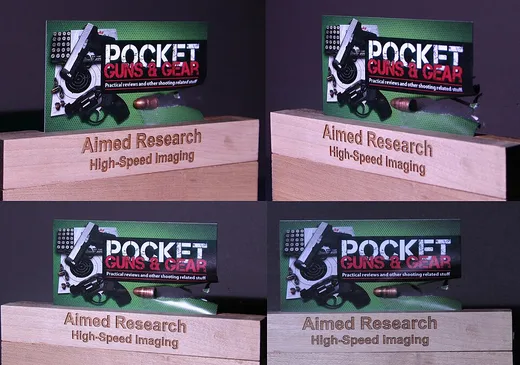 POCKET
GUNS & GEAR
Practical reviews and other shooting related stuff
Aimed Research
High-Speed Imaging
POCKET
GUNS & GEAR
Practical reviews and other shooting related stuff
Aimed Research
High-Speed Imaging
POCKET
GUNS & GEAR
Practical reviews and other shooting related stuff
Aimed Research
High-Speed Imaging
POCKET
GUNS & GEAR
Practical reviews and other shooting related stuff
Aimed Research
High-Speed Imaging